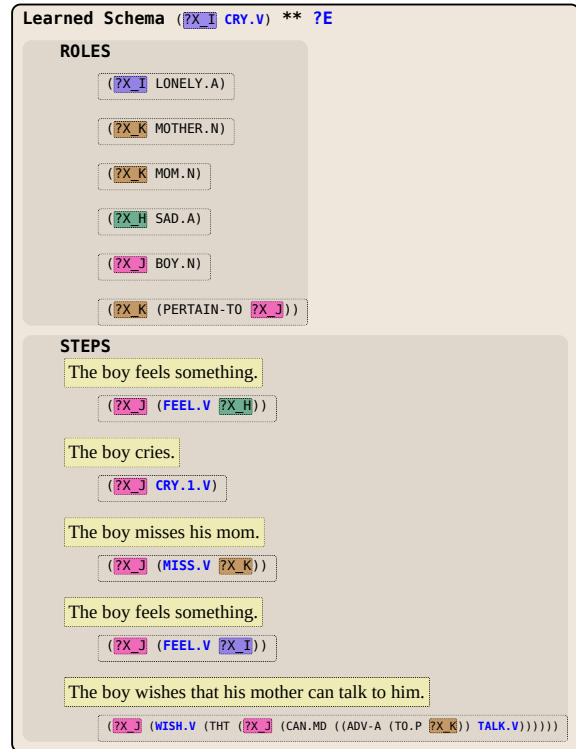 Learned Schema (?X_I CRY.V) ** ?E
ROLES
(?X_I LONELY.A)
(?X_K MOTHER.N)
(?X_K MOM.N)
(?X_H SAD.A)
(?X_J BOY.N)
(?X_K (PERTAIN-TO ?X_J))
STEPS
The boy feels something.
(?X_J (FEEL.V ?X_H))
The boy cries.
(?X_J CRY.1.V)
The boy misses his mom.
(?X_J (MISS.V ?X_K))
The boy feels something.
(?X_J (FEEL.V ?X_I))
The boy wishes that his mother can talk to him.
(?X_J (WISH.V (THT (?X_J (CAN.MD ((ADV-A (TO.P ?X_K)) TALK.V))))))